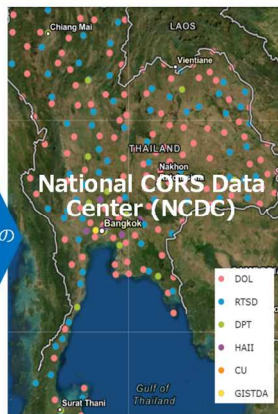 Chiang Mai
LAOS
Vientiane
THAILAND
Nakhon
National CORS Data
Center (NCDC)
Bangkok
の
DOL
RTSD
DPT
HAII
CU
GISTDA
Gulf of
Thailand
Surat Thani